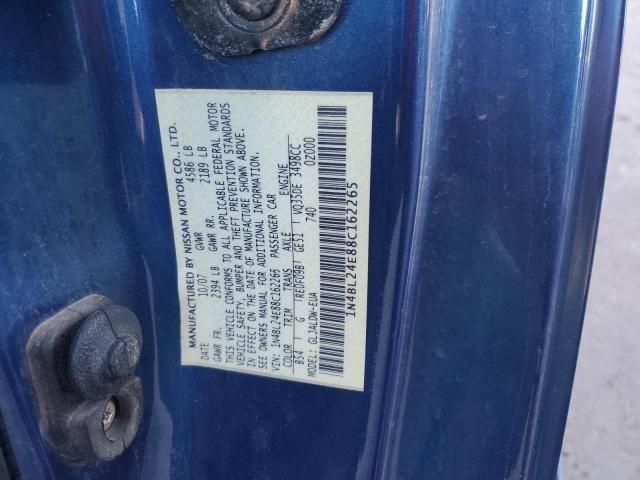 MANUFACTURED BY NISSAN MOTOR CO., LTD.
DATE 10/07 GVWR 4586 LB
GAWR FR. 2394 LB GAWR RR. 2189 LB
THIS VEHICLE CONFORMS TO ALL APPLICABLE FEDERAL MOTOR
VEHICLE SAFETY, BUMPER AND THEFT PREVENTION STANDARDS
IN EFFECT ON THE DATE OF MANUFACTURE SHOWN ABOVE.
SEE OWNERS MANUAL FOR ADDITIONAL INFORMATION.
VIN: 1N4BL24E88C162265 PASSENGER CAR
COLOR TRIM TRANS AXLE ENGINE
B54 G RE0F09B GE51 VQ35DE 3498CC
MODEL: GLJALDW-EUA 740 0Z000
1N4BL24E88C162265